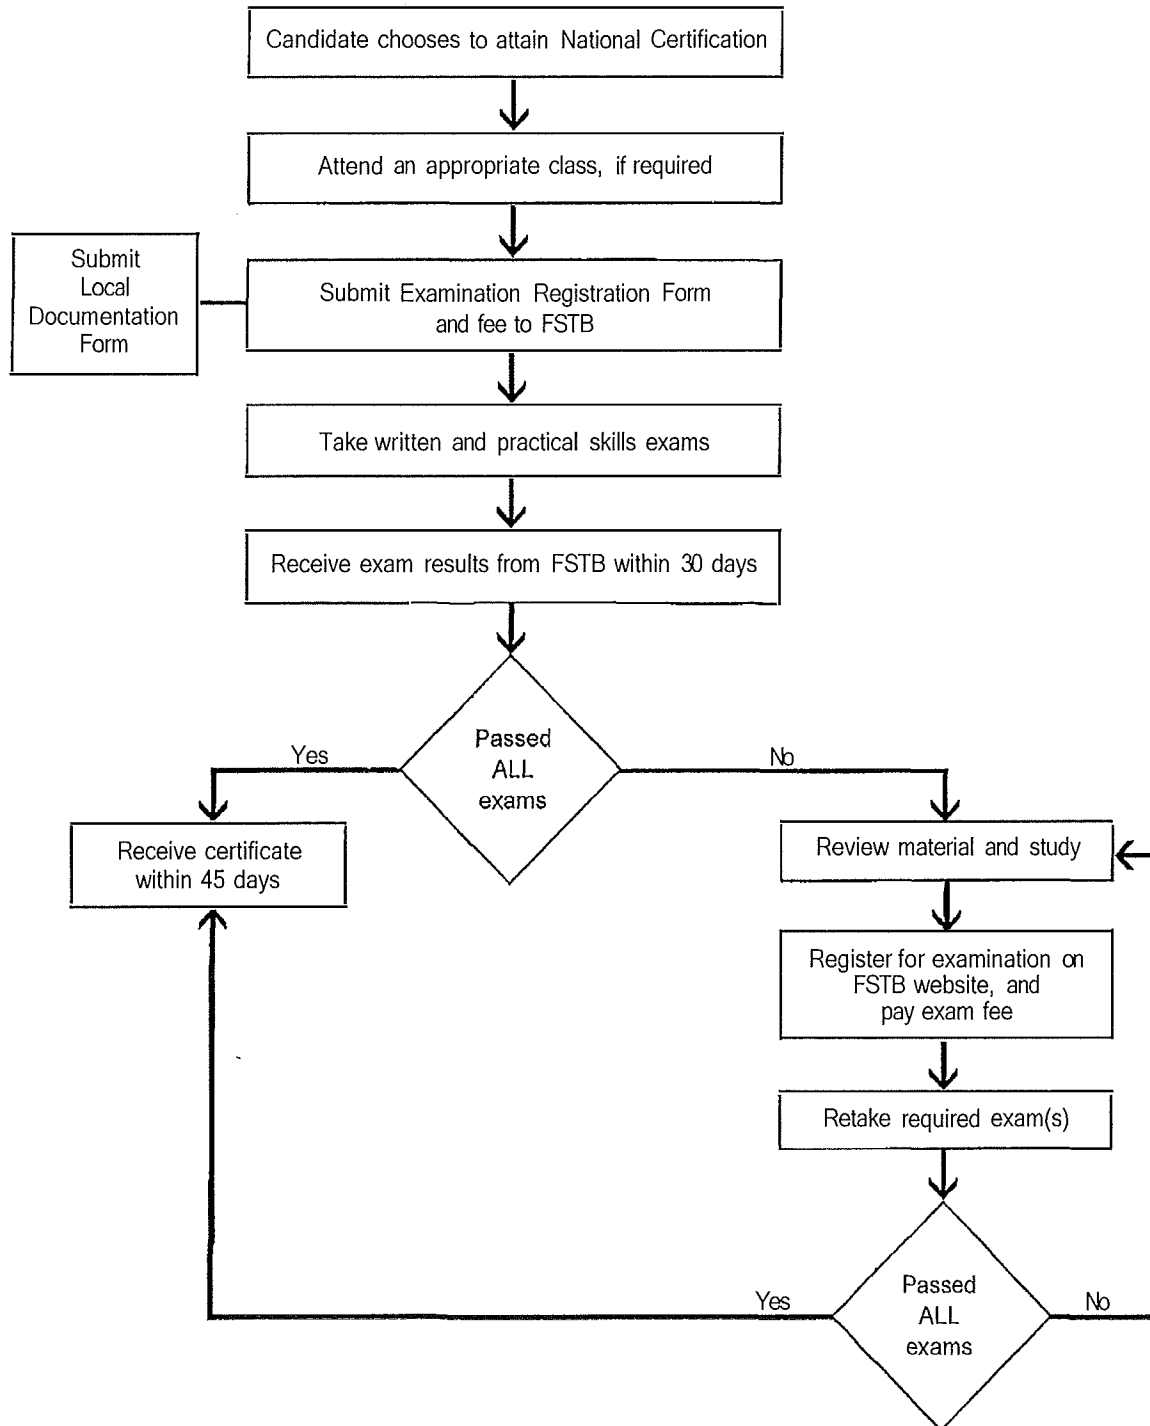 Candidate chooses to attain National Certification
Attend an appropriate class, if required
Submit
Local
Documentation
Form
Submit Examination Registration Form
and fee to FSTB
Take written and practical skills exams
Receive exam results from FSTB within 30 days
Passed
ALL
exams
Yes
No
Receive certificate
within 45 days
Review material and study
Register for examination on
FSTB website, and
pay exam fee
Retake required exam(s)
Passed
ALL
exams
Yes
No